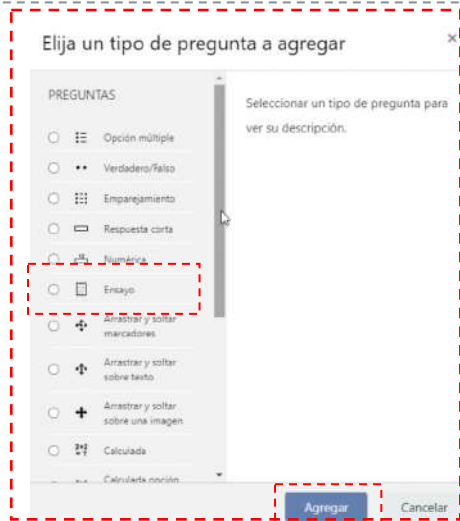 Elija un tipo de pregunta a agregar
×
PREGUNTAS
Seleccionar un tipo de pregunta para
ver su descripción.
Opción múltiple
Verdadero/Falso
Emparejamiento
Respuesta corta
Numérica
Ensayo
Arrastrar y soltar
marcadores
Arrastrar y soltar
sobre texto
Arrastrar y soltar
sobre una imagen
Calculada
Calculada opción
Agregar
Cancelar